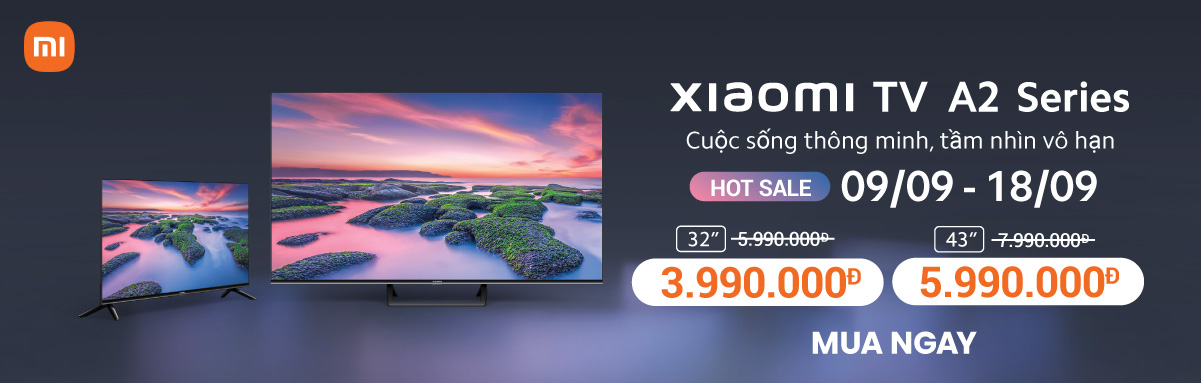 mi
xiaomi TV A2 Series
Cuộc sống thông minh, tầm nhìn vô hạn
HOT SALE 09/09 - 18/09
32” 5.990.000Đ 43” 7.990.000Đ
3.990.000Đ 5.990.000Đ
MUA NGAY